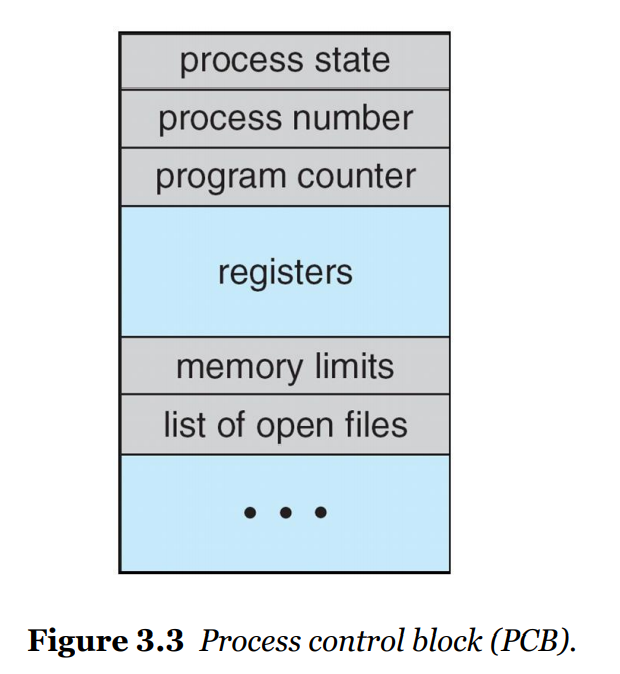 process state
process number
program counter
registers
memory limits
list of open files
• • •
Figure 3.3 Process control block (PCB).